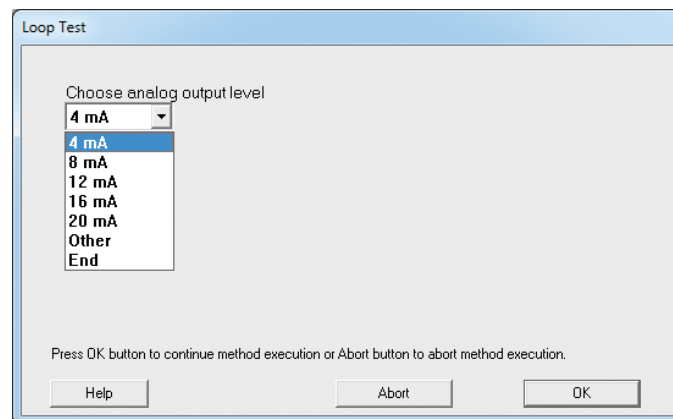 Loop Test
Choose analog output level
4 mA
4 mA
8 mA
12 mA
16 mA
20 mA
Other
End
Press OK button to continue method execution or Abort button to abort method execution.
Help
Abort
OK